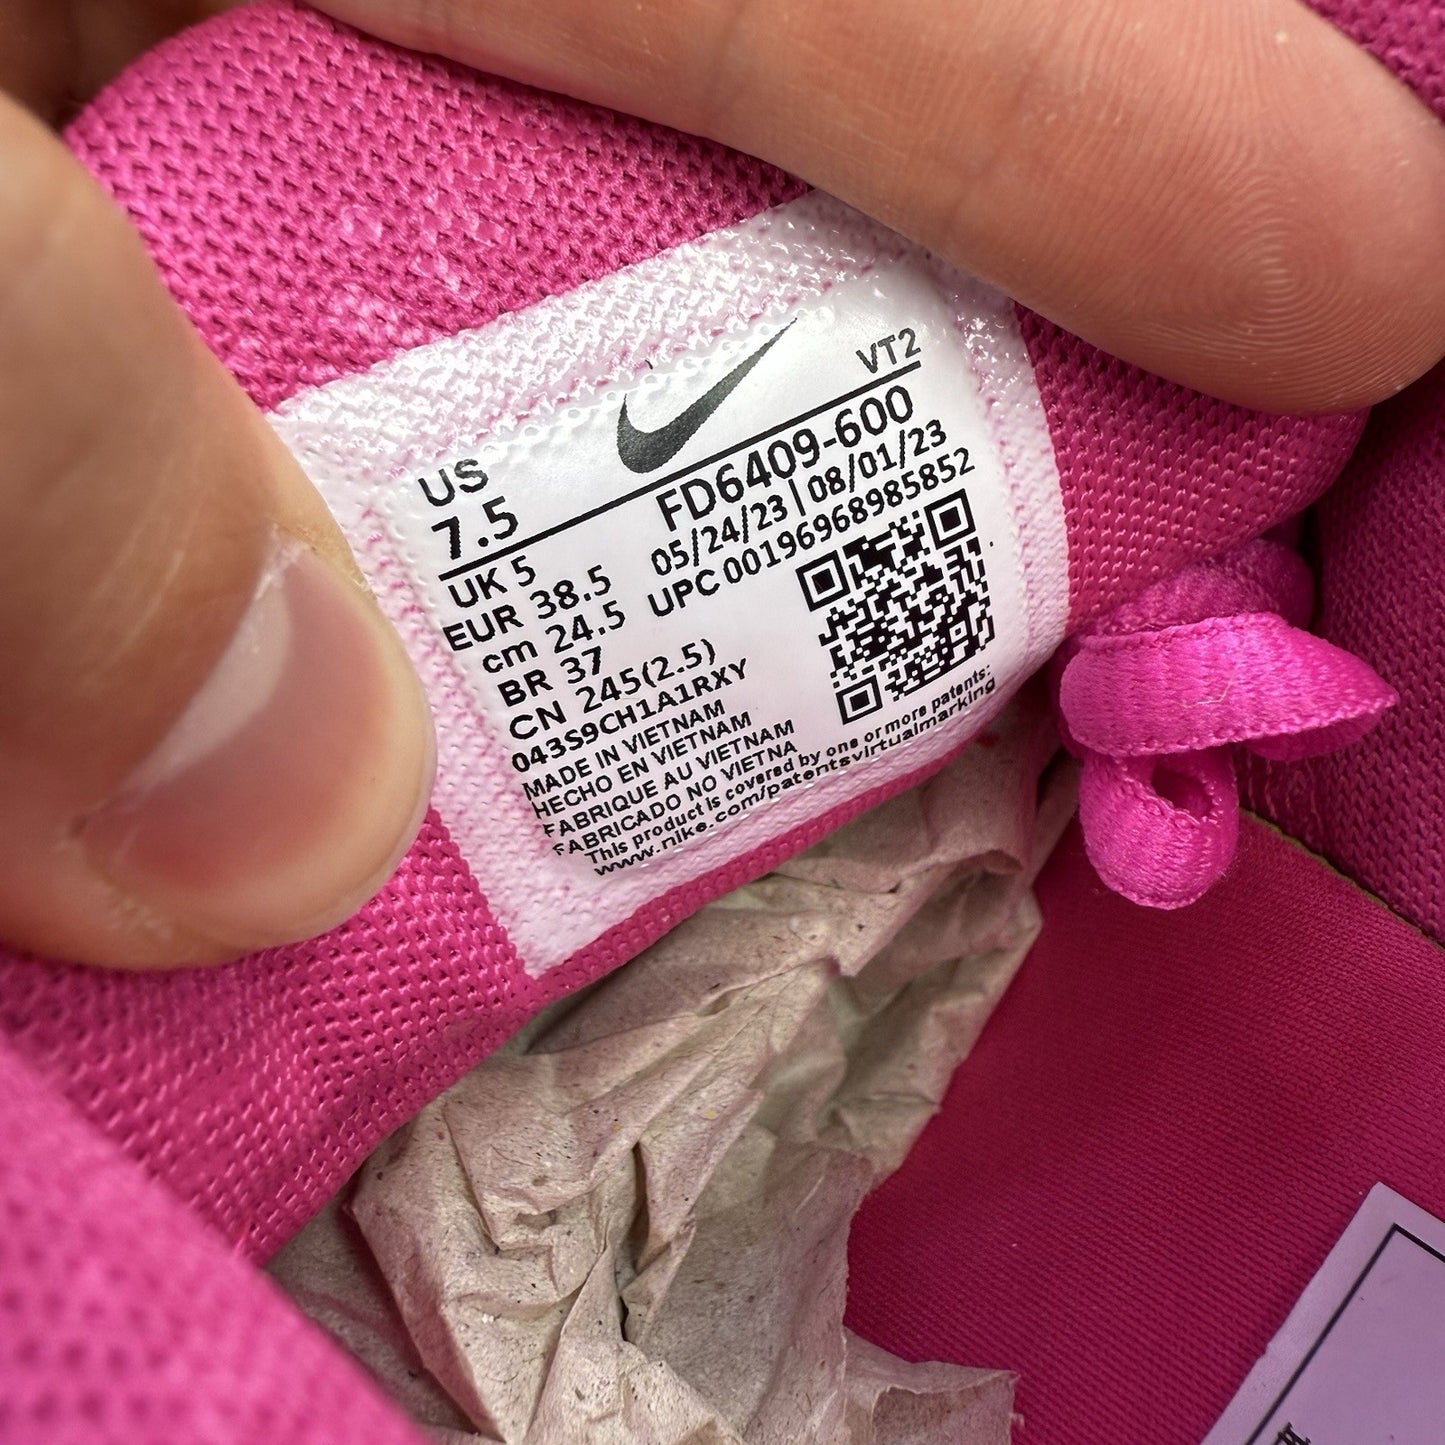 VT2
US
7.5
FD6409-600
05/24/23 | 08/01/23
UPC 00196968985852
UK 5
EUR 38.5
cm 24.5
BR 37
CN 245(2.5)
043S9CH1A1RXY
MADE IN VIETNAM
HECHO EN VIETNAM
FABRIQUE AU VIETNAM
FABRICADO NO VIETNA
This product is covered by one or more patents:
www.nike.com/patentsvirtualmarking